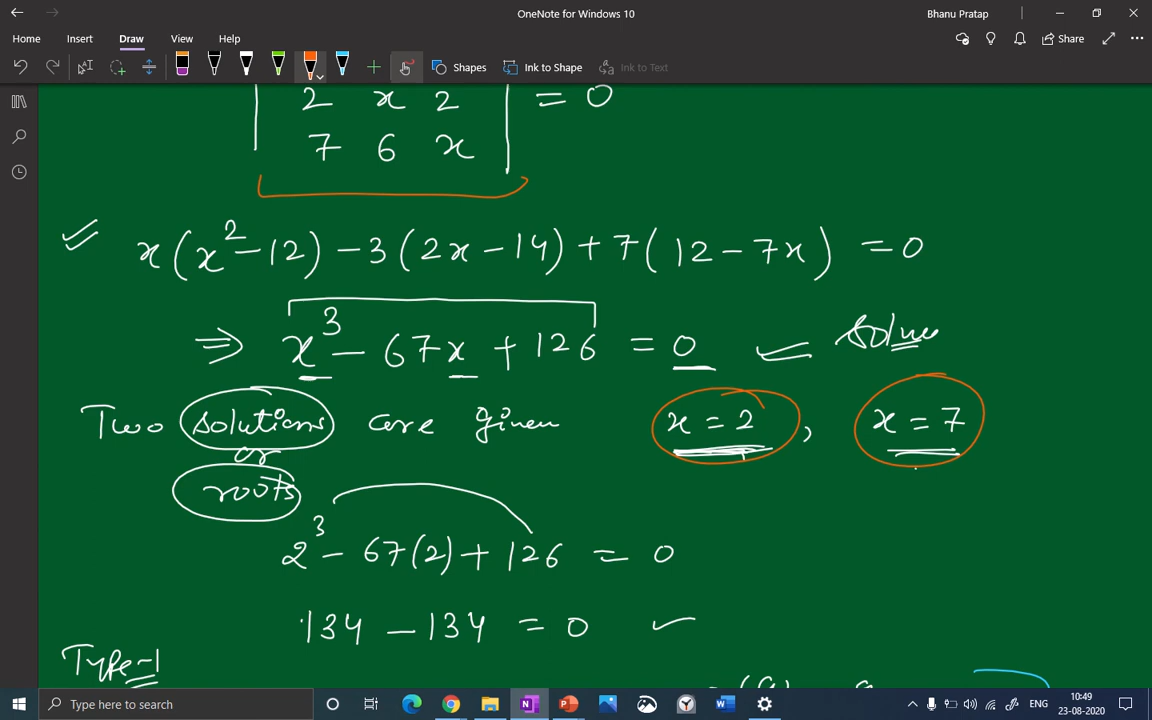 OneNote for Windows 10
Bhanu Pratap
Home Insert Draw View Help
Share
Shapes Ink to Shape Ink to Text
2 x 2 = 0
7 6 x
x(x² - 12) - 3(2x - 14) + 7(12 - 7x) = 0
⇒ x³ - 67x + 126 = 0 ✓ Solve
Two solutions are given x = 2, x = 7
or
roots
2³ - 67(2) + 126 = 0
134 - 134 = 0 ✓
Type-1
Type here to search
ENG
10:49
23-08-2020